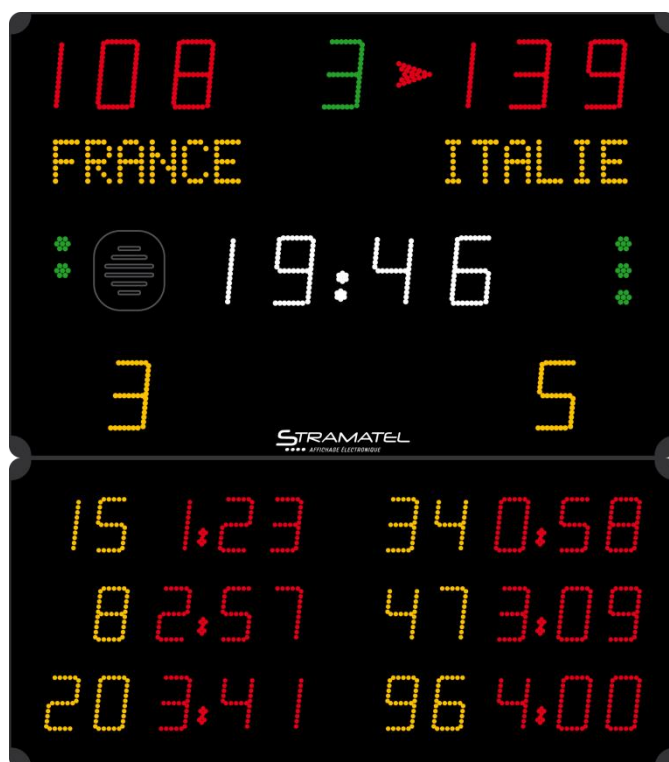 108 3 139
FRANCE ITALIE
19:46
3 5
STRAMATEL
AFFICHAGE ÉLECTRONIQUE
15 1:23 34 0:58
8 2:57 47 3:09
20 3:41 96 4:00